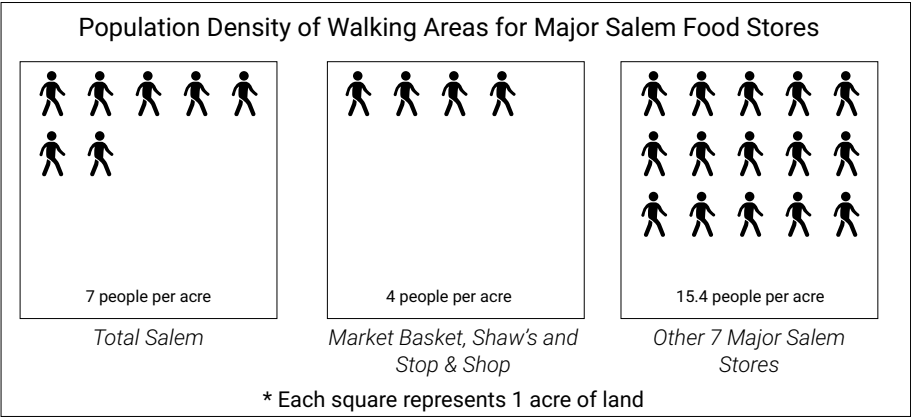 Population Density of Walking Areas for Major Salem Food Stores
7 people per acre
4 people per acre
15.4 people per acre
Total Salem
Market Basket, Shaw's and
Stop & Shop
Other 7 Major Salem
Stores
* Each square represents 1 acre of land